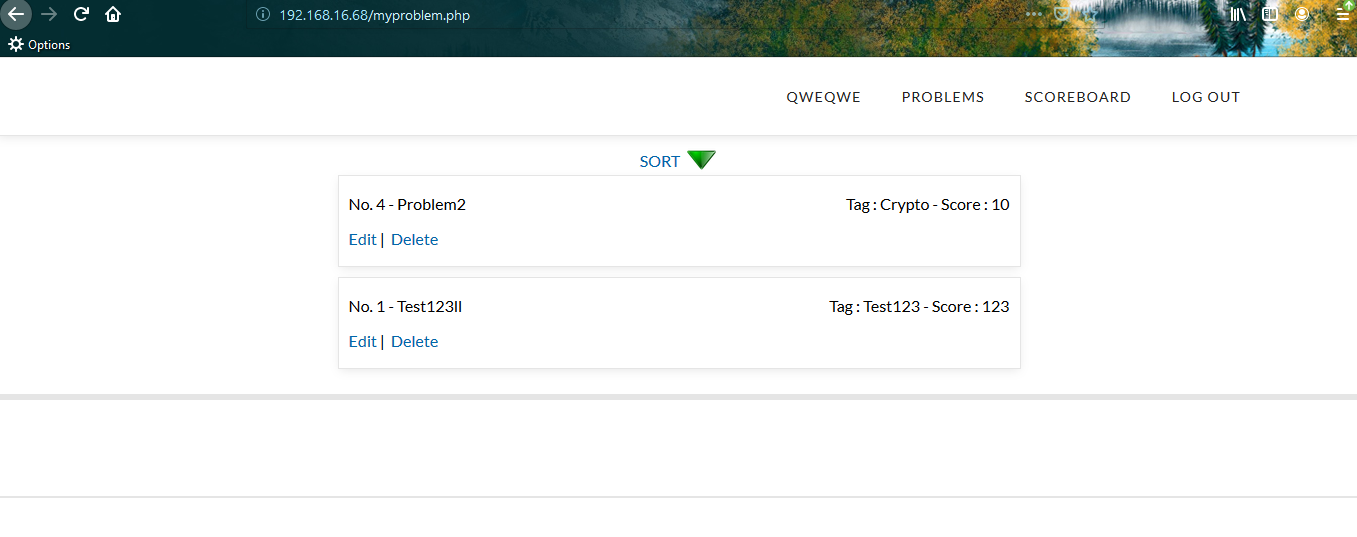 192.168.16.68/myproblem.php
Options
QWEQWE PROBLEMS SCOREBOARD LOG OUT
SORT
No. 4 - Problem2 Tag : Crypto - Score : 10
Edit | Delete
No. 1 - Test123II Tag : Test123 - Score : 123
Edit | Delete